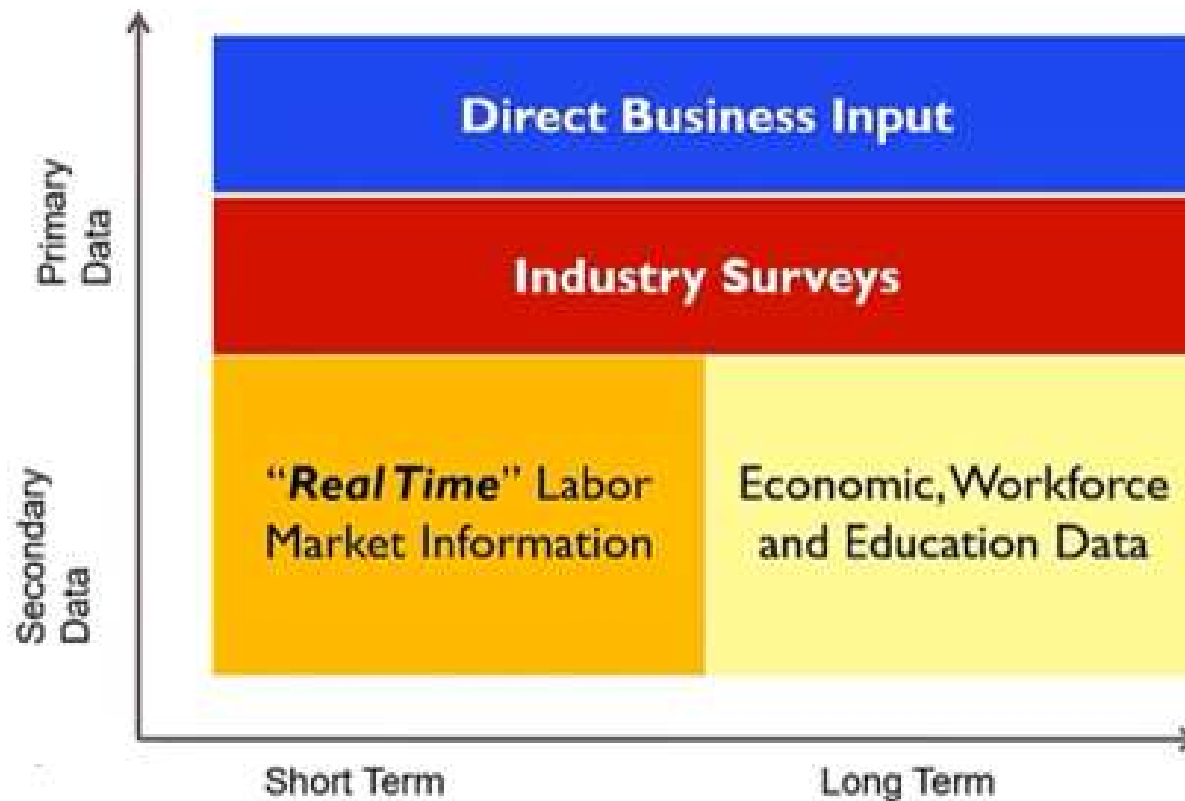 Direct Business Input
Primary
Data
Industry Surveys
Secondary
Data
“Real Time” Labor
Market Information
Economic, Workforce
and Education Data
Short Term
Long Term